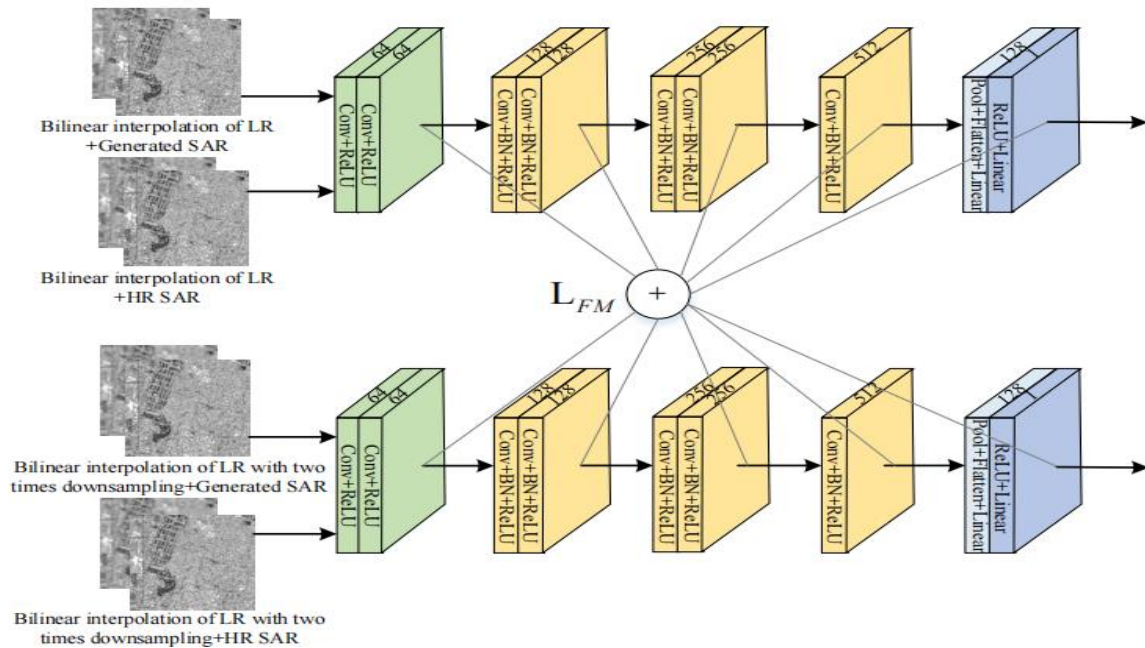 Bilinear interpolation of LR
+Generated SAR
Bilinear interpolation of LR
+HR SAR
64
64
Conv+ReLU
Conv+ReLU
128
128
Conv+BN+ReLU
Conv+BN+ReLU
256
256
Conv+BN+ReLU
Conv+BN+ReLU
512
Conv+BN+ReLU
128
Pool+Flatten+Linear
ReLU+Linear
L_FM
+
Bilinear interpolation of LR with two
times downsampling+Generated SAR
Bilinear interpolation of LR with two
times downsampling+HR SAR
64
64
Conv+ReLU
Conv+ReLU
128
128
Conv+BN+ReLU
Conv+BN+ReLU
256
256
Conv+BN+ReLU
Conv+BN+ReLU
512
Conv+BN+ReLU
128
1
Pool+Flatten+Linear
ReLU+Linear